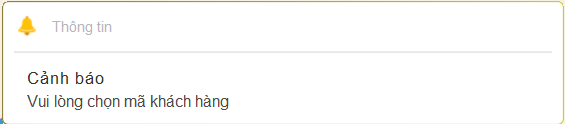 Thông tin
Cảnh báo
Vui lòng chọn mã khách hàng